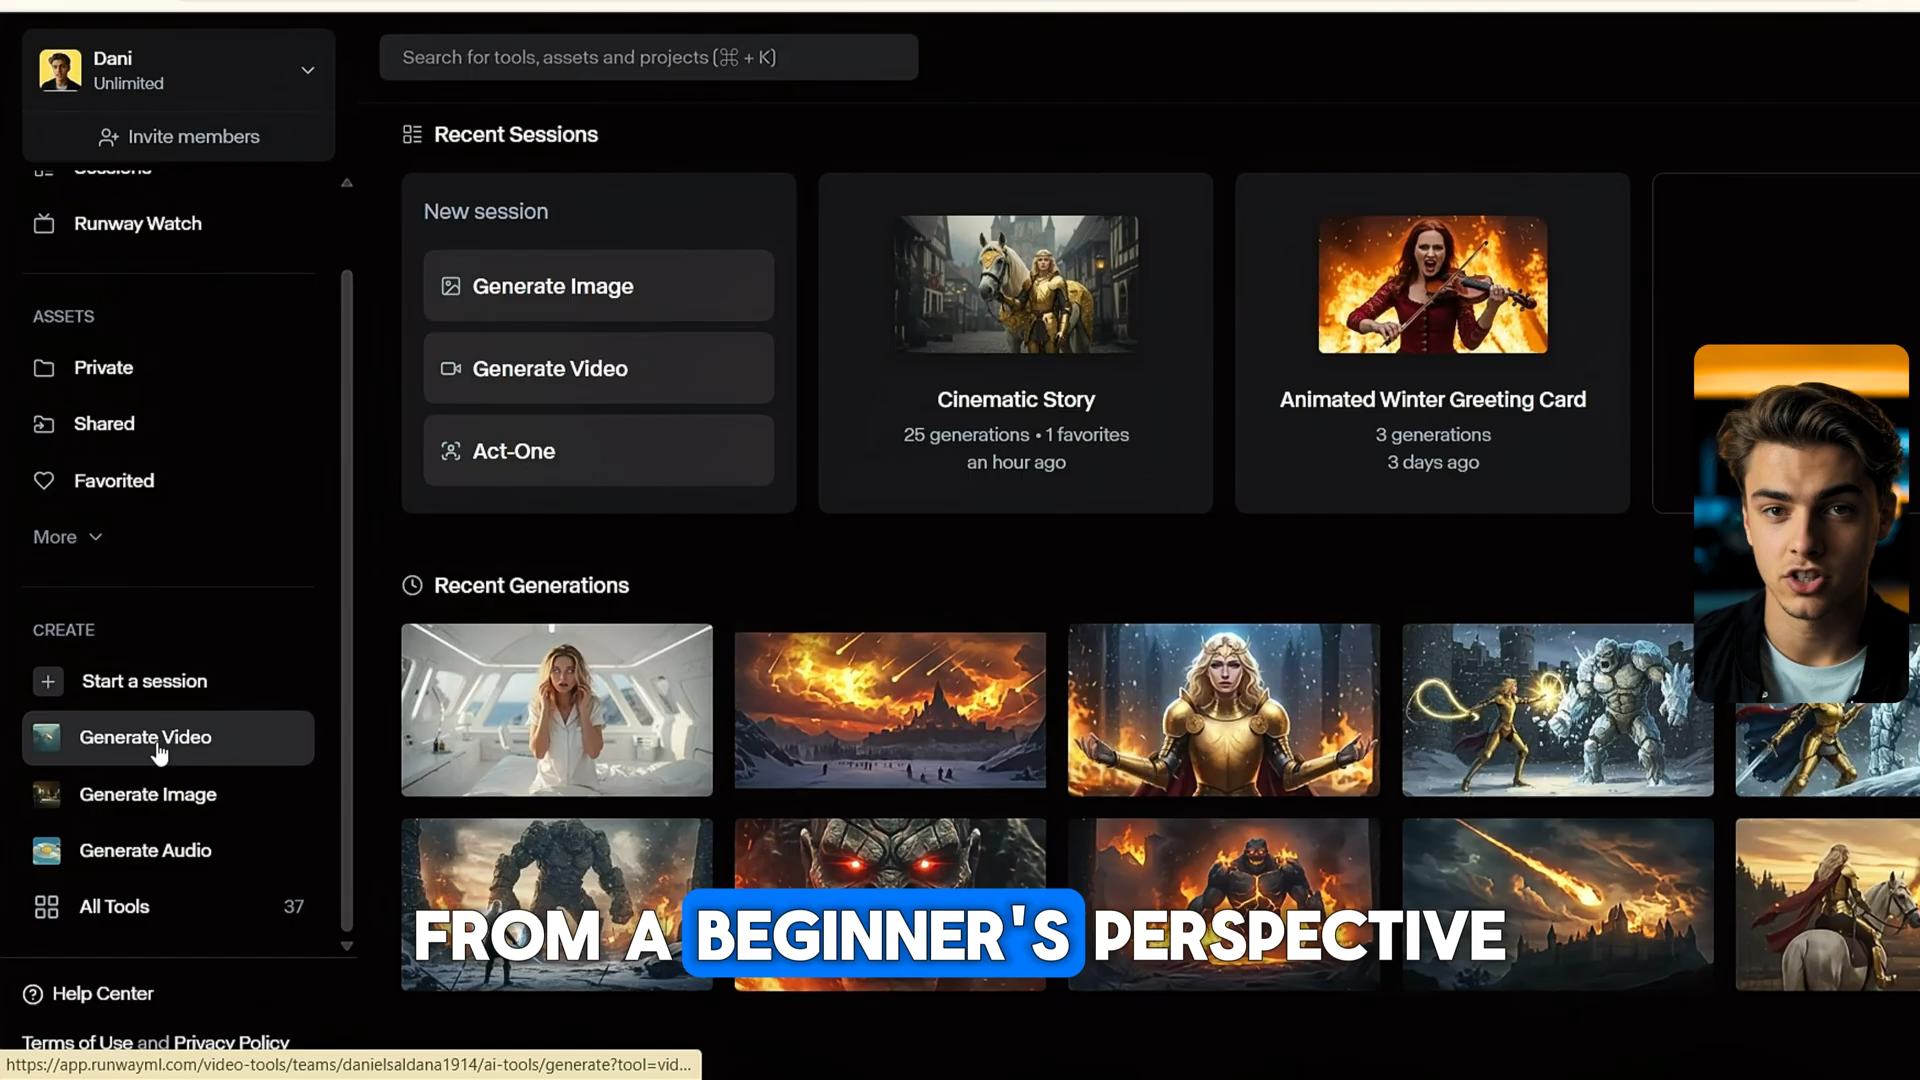 Dani
Unlimited
Invite members
Search for tools, assets and projects (⌘ + K)
Sessions
Runway Watch
ASSETS
Private
Shared
Favorited
More
CREATE
Start a session
Generate Video
Generate Image
Generate Audio
All Tools 37
Help Center
Terms of Use and Privacy Policy
https://app.runwayml.com/video-tools/teams/danielsaldana1914/ai-tools/generate?tool=vid...
Recent Sessions
New session
Generate Image
Generate Video
Act-One
Cinematic Story
25 generations • 1 favorites
an hour ago
Animated Winter Greeting Card
3 generations
3 days ago
Recent Generations
FROM A BEGINNER'S PERSPECTIVE